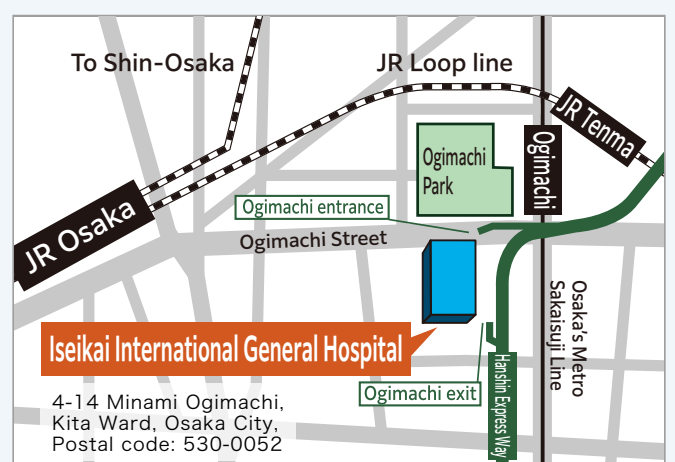 To Shin-Osaka
JR Loop line
JR Tenma
Ogimachi
Ogimachi
Park
Ogimachi entrance
JR Osaka
Ogimachi Street
Osaka's Metro
Sakaisuji Line
Iseikai International General Hospital
Hanshin Express Way
Ogimachi exit
4-14 Minami Ogimachi,
Kita Ward, Osaka City,
Postal code: 530-0052